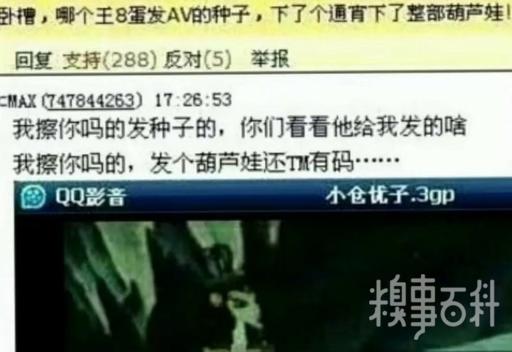 卧槽，哪个王8蛋发AV的种子，下了个通宵下了整部葫芦娃!
回复 支持(288) 反对(5) 举报
MAX(747844263) 17:26:53
我擦你吗的发种子的，你们看看他给我发的啥
我擦你吗的，发个葫芦娃还TM有码……
QQ影音 小仓优子.3gp
糗事百科